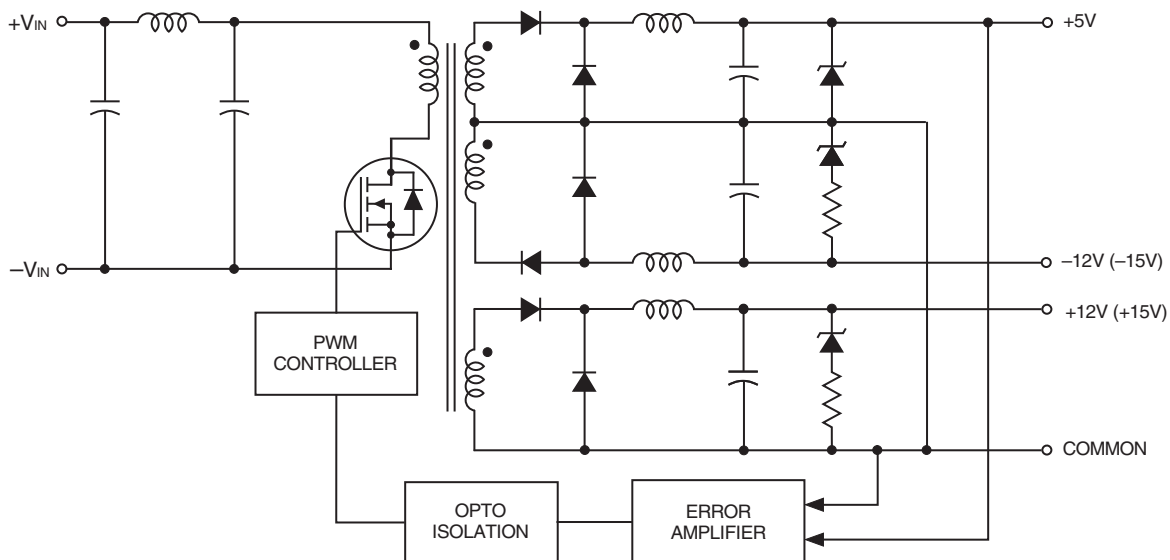 +VIN
–VIN
PWM
CONTROLLER
OPTO
ISOLATION
ERROR
AMPLIFIER
+5V
–12V (–15V)
+12V (+15V)
COMMON